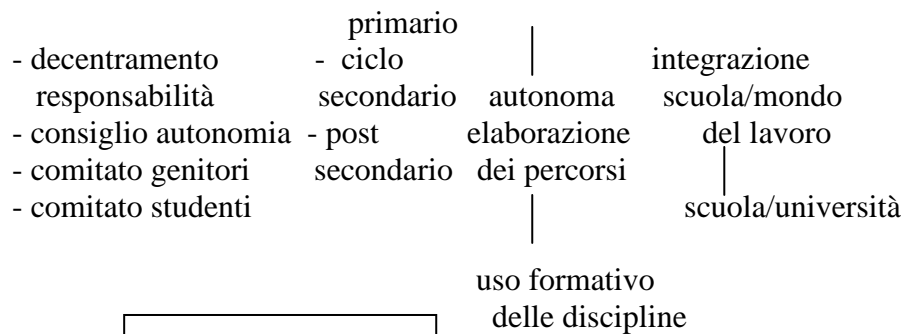 primario
- decentramento - ciclo integrazione
responsabilità secondario autonoma scuola/mondo
- consiglio autonomia - post elaborazione del lavoro
- comitato genitori secondario dei percorsi
- comitato studenti scuola/università
uso formativo
delle discipline